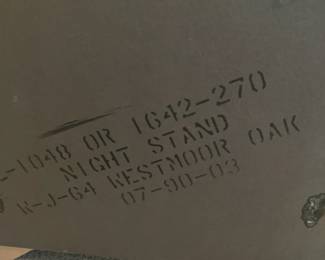 -1048 OR 1642-270
NIGHT STAND
W-J-64 WESTMOOR OAK
07-90-03